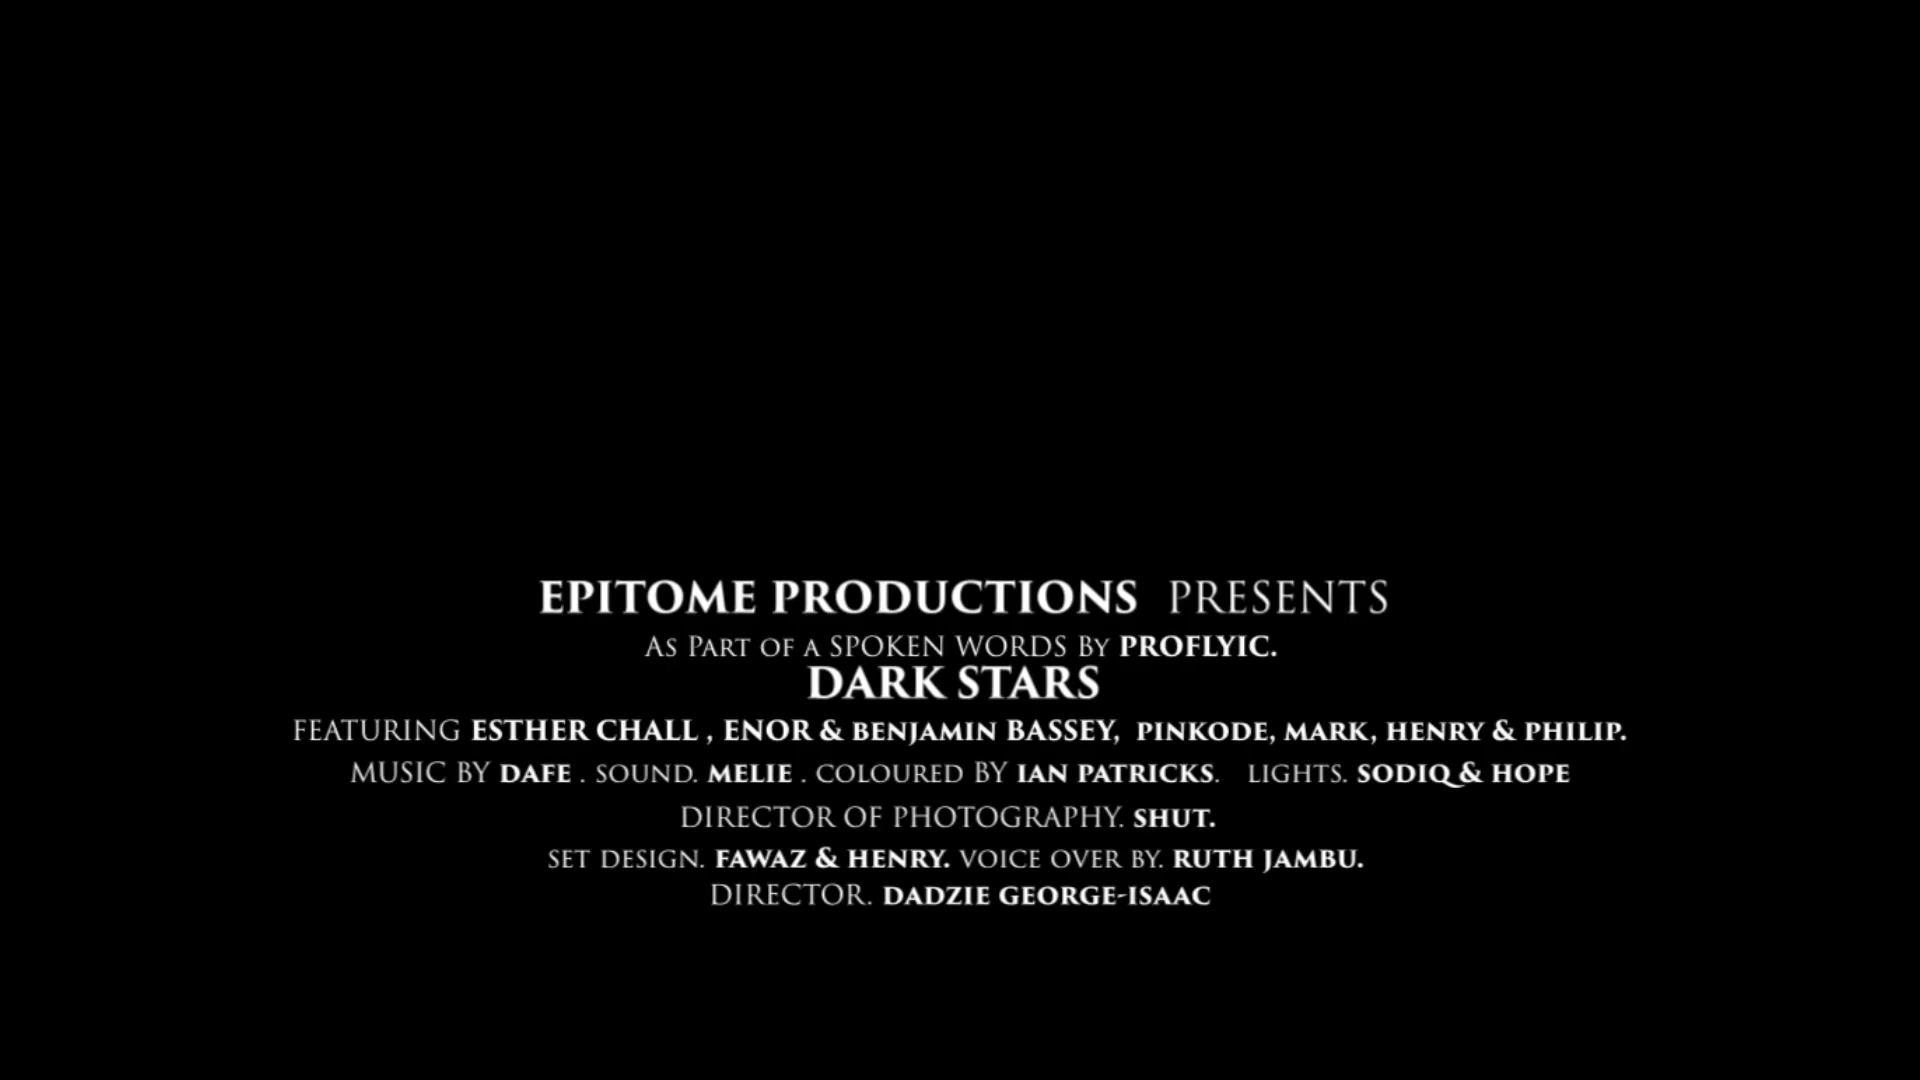 EPITOME PRODUCTIONS PRESENTS
As Part of a SPOKEN WORDS By PROFLYIC.
DARK STARS
FEATURING ESTHER CHALL , ENOR & BENJAMIN BASSEY, PINKODE, MARK, HENRY & PHILIP.
MUSIC BY DAFE . SOUND. MELIE . COLOURED BY IAN PATRICKS. LIGHTS. SODIQ & HOPE
DIRECTOR OF PHOTOGRAPHY. SHUT.
SET DESIGN. FAWAZ & HENRY. VOICE OVER BY. RUTH JAMBU.
DIRECTOR. DADZIE GEORGE-ISAAC